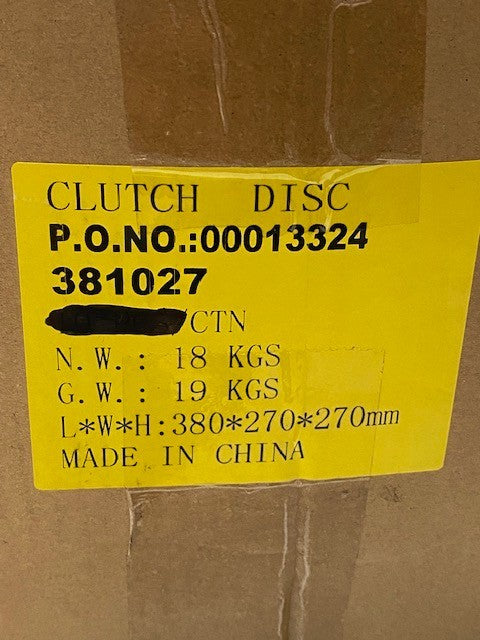 CLUTCH DISC
P.O.NO.:00013324
381027
CTN
N.W.: 18 KGS
G.W.: 19 KGS
L*W*H:380*270*270mm
MADE IN CHINA